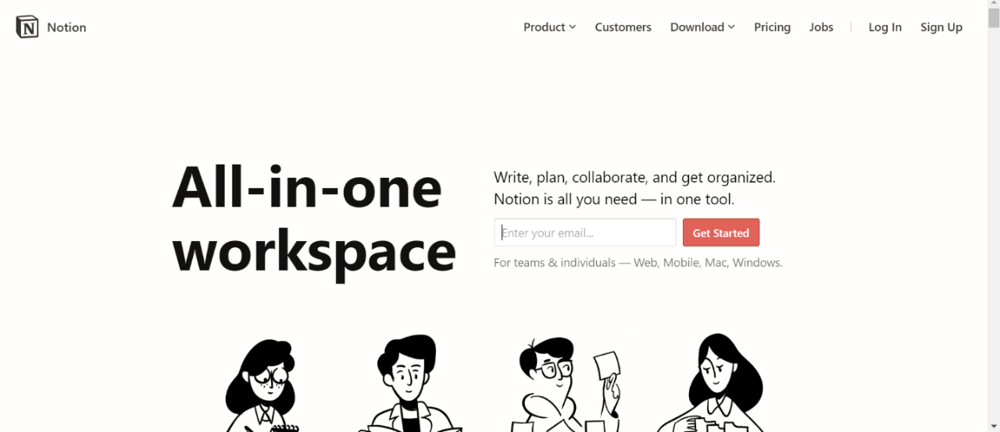 N Notion
Product Customers Download Pricing Jobs Log In Sign Up
All-in-one
workspace
Write, plan, collaborate, and get organized.
Notion is all you need — in one tool.
Enter your email... Get Started
For teams & individuals — Web, Mobile, Mac, Windows.